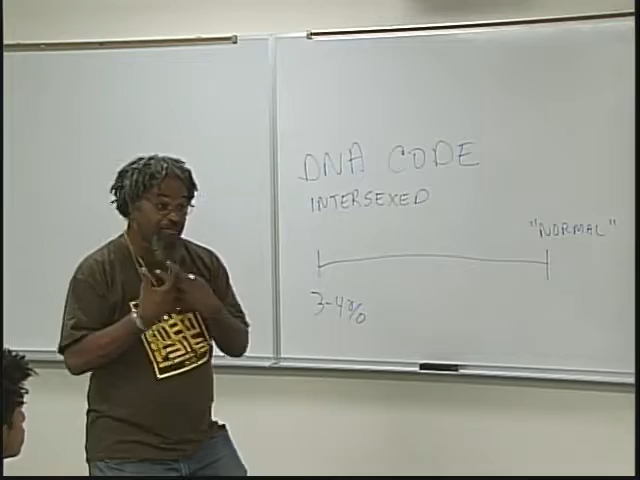 DNA CODE
INTERSEXED
"NORMAL"
3-4%